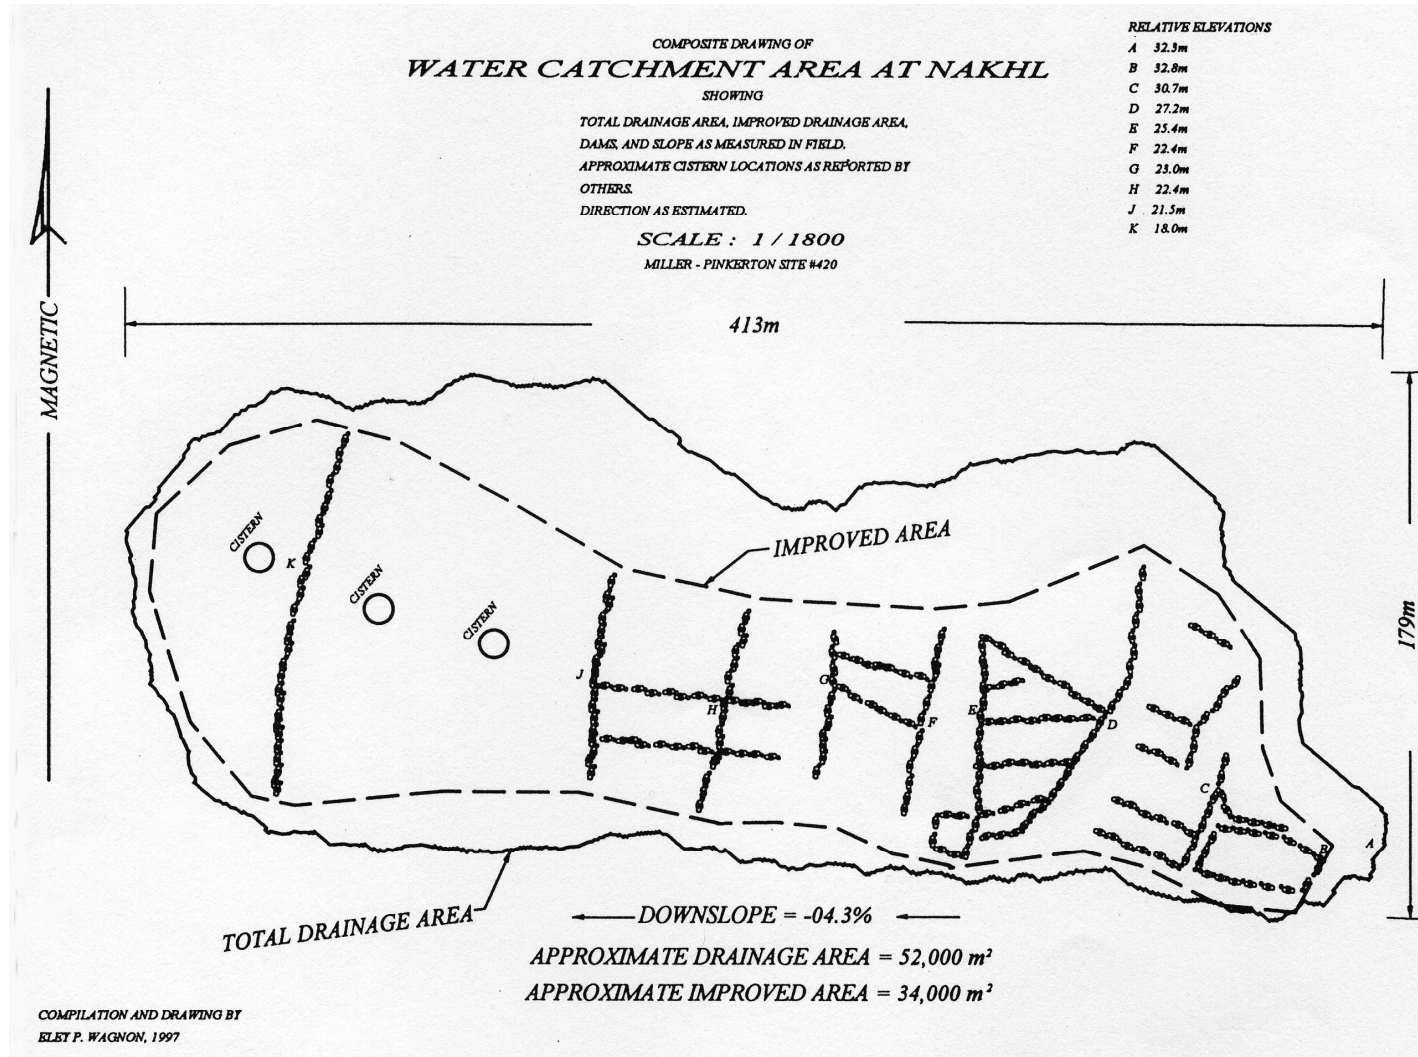 COMPOSITE DRAWING OF
WATER CATCHMENT AREA AT NAKHL
SHOWING
TOTAL DRAINAGE AREA, IMPROVED DRAINAGE AREA,
DAMS, AND SLOPE AS MEASURED IN FIELD.
APPROXIMATE CISTERN LOCATIONS AS REPORTED BY
OTHERS.
DIRECTION AS ESTIMATED.
SCALE : 1 / 1800
MILLER - PINKERTON SITE #420
RELATIVE ELEVATIONS
A 32.3m
B 32.8m
C 30.7m
D 27.2m
E 25.4m
F 22.4m
G 23.0m
H 22.4m
J 21.5m
K 18.0m
MAGNETIC
413m
179m
IMPROVED AREA
CISTERN
K
CISTERN
CISTERN
J
H
G
F
E
D
C
B
A
TOTAL DRAINAGE AREA
DOWNSLOPE = -04.3%
APPROXIMATE DRAINAGE AREA = 52,000 m²
APPROXIMATE IMPROVED AREA = 34,000 m²
COMPILATION AND DRAWING BY
ELEY P. WAGNON, 1997